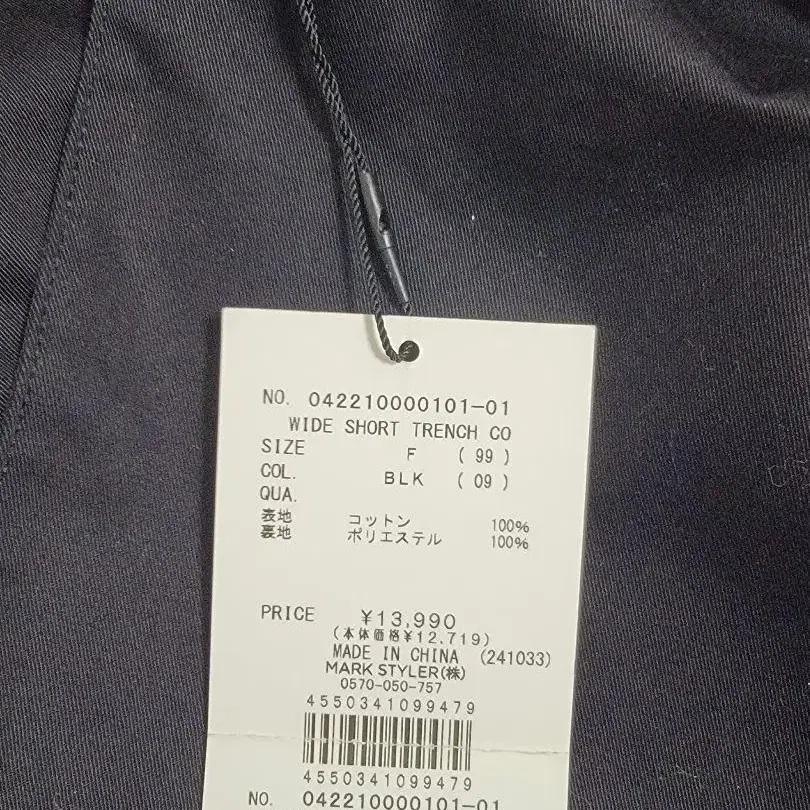 NO. 042210000101-01
WIDE SHORT TRENCH CO
SIZE F (99)
COL. BLK (09)
QUA.
表地 コットン 100%
裏地 ポリエステル 100%
PRICE ¥13,990
(本体価格¥12,719)
MADE IN CHINA (241033)
MARK STYLER(株)
0570-050-757
4550341099479
4550341099479
NO. 042210000101-01